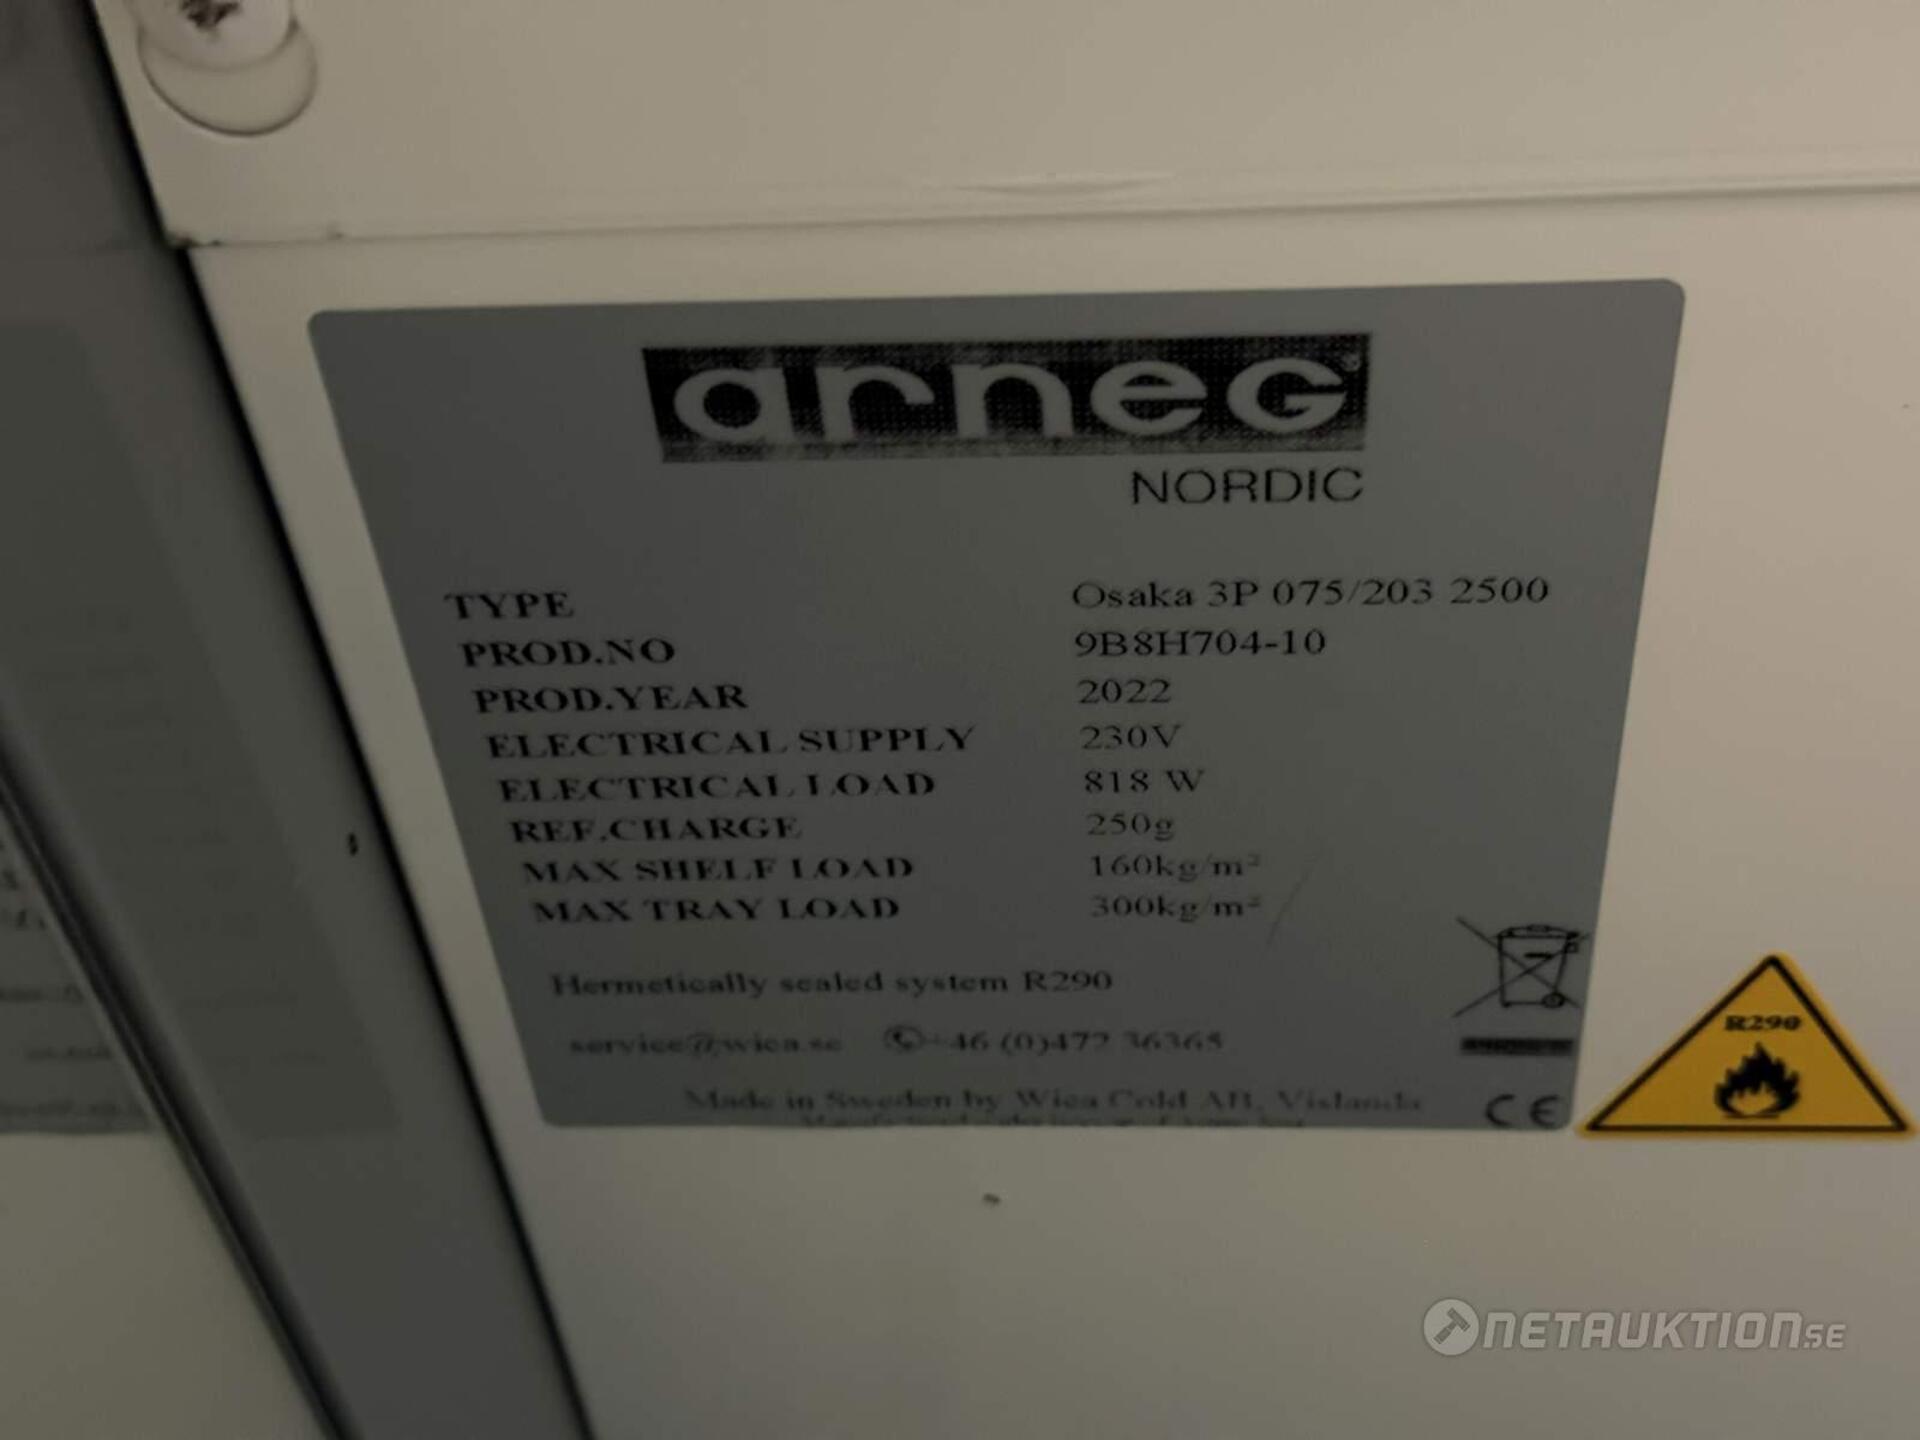 arneG®
NORDIC
TYPE Osaka 3P 075/203 2500
PROD.NO 9B8H704-10
PROD.YEAR 2022
ELECTRICAL SUPPLY 230V
ELECTRICAL LOAD 818 W
REF.CHARGE 250g
MAX SHELF LOAD 160kg/m²
MAX TRAY LOAD 300kg/m²
Hermetically sealed system R290
service@wica.se +46 (0)472 36365
Made in Sweden by Wica Cold AB, Vislanda
CE
R290
NETAUKTION.SE